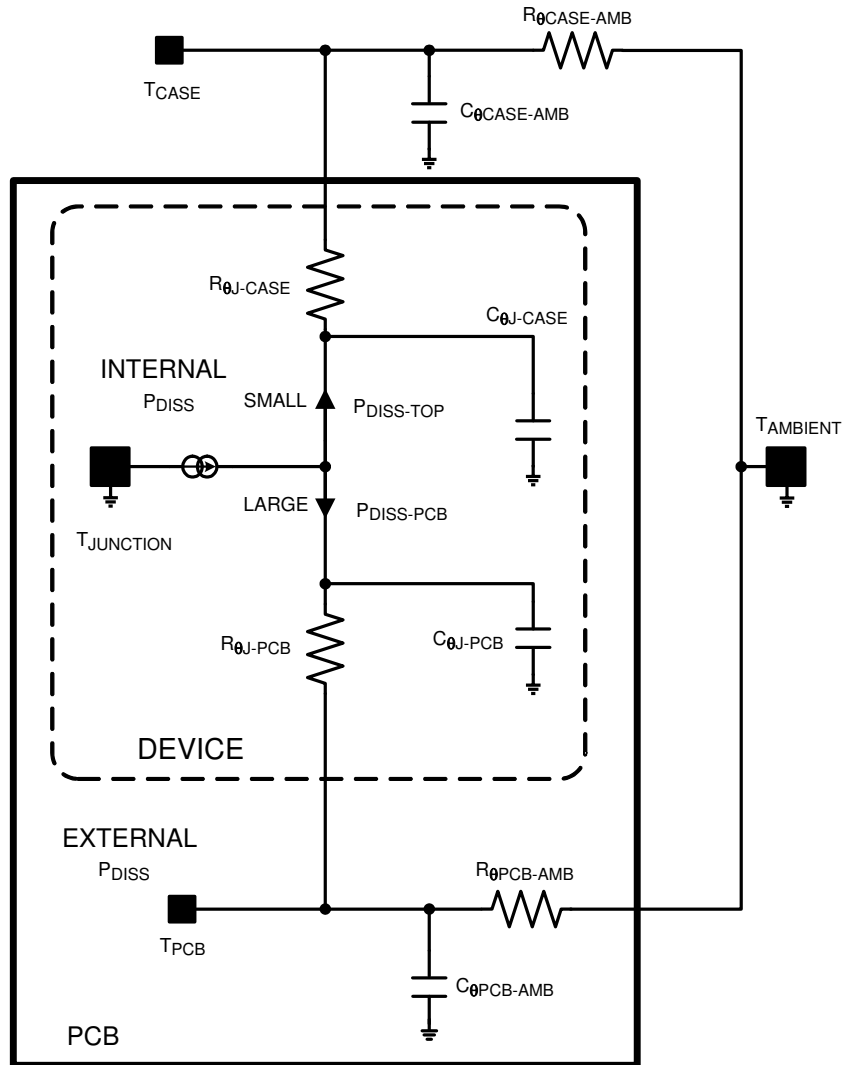 RθCASE-AMB
TCASE
CθCASE-AMB
RθJ-CASE
CθJ-CASE
INTERNAL
PDISS
SMALL
PDISS-TOP
TAMBIENT
LARGE
PDISS-PCB
TJUNCTION
RθJ-PCB
CθJ-PCB
DEVICE
EXTERNAL
PDISS
RθPCB-AMB
TPCB
CθPCB-AMB
PCB